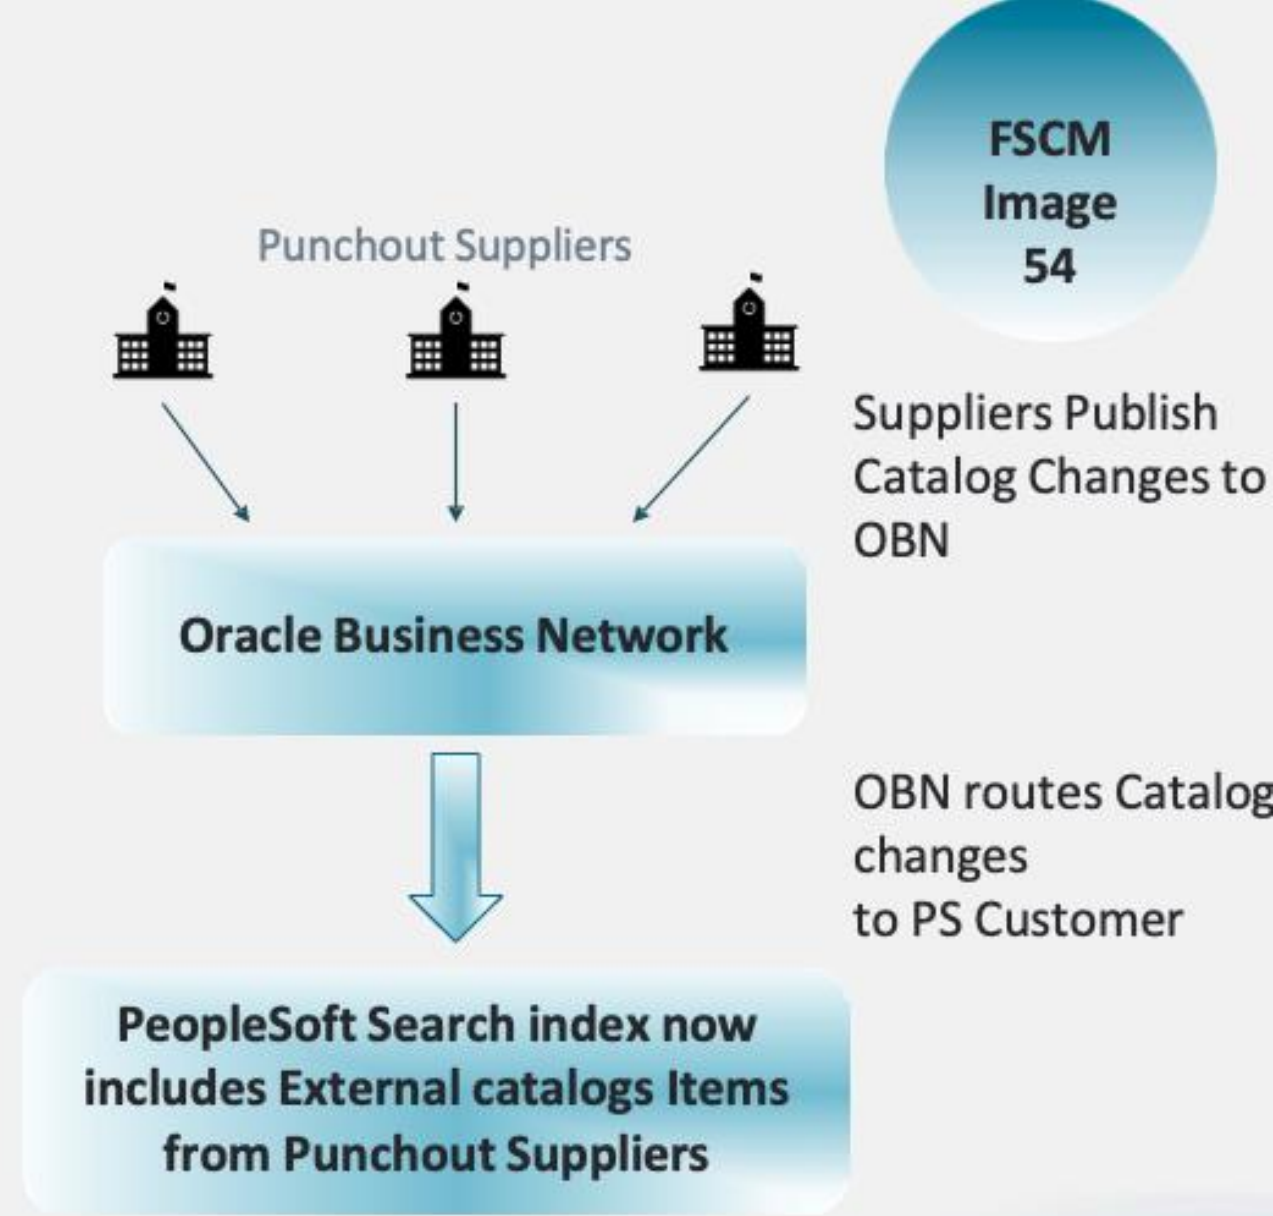 FSCM
Image
54
Punchout Suppliers
Suppliers Publish
Catalog Changes to
OBN
Oracle Business Network
OBN routes Catalog
changes
to PS Customer
PeopleSoft Search index now
includes External catalogs Items
from Punchout Suppliers